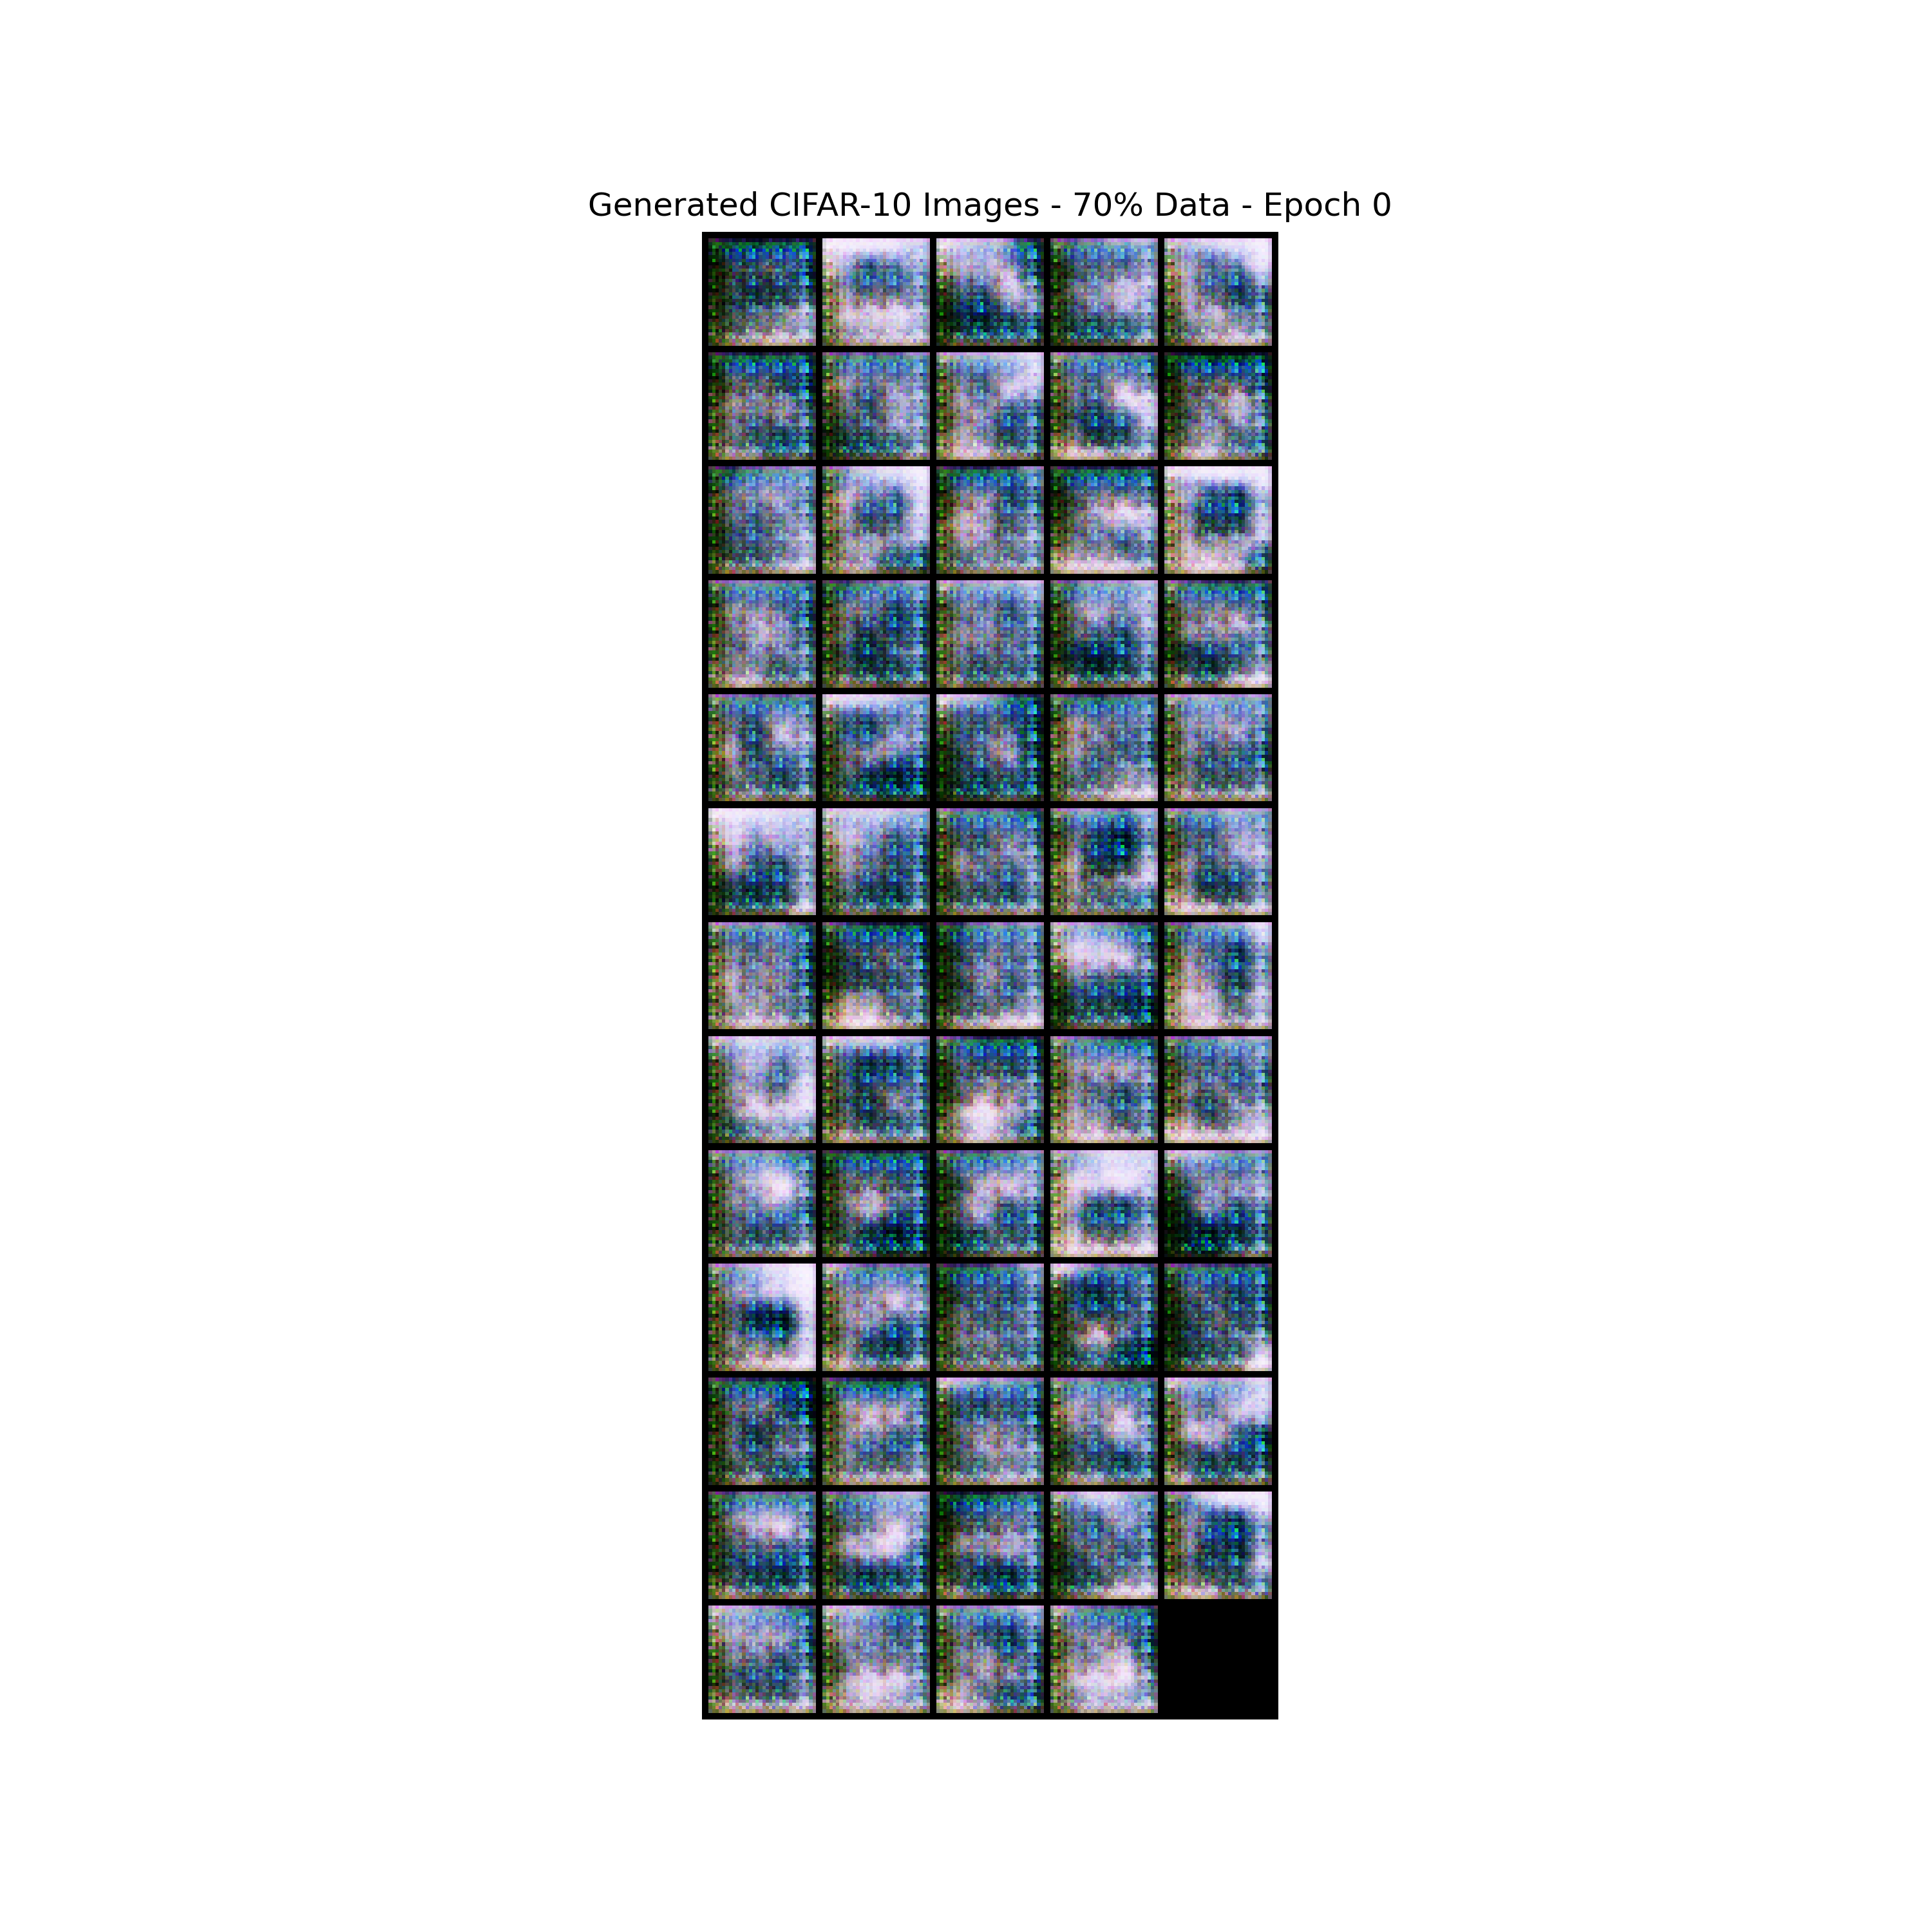 Generated CIFAR-10 Images - 70% Data - Epoch 0